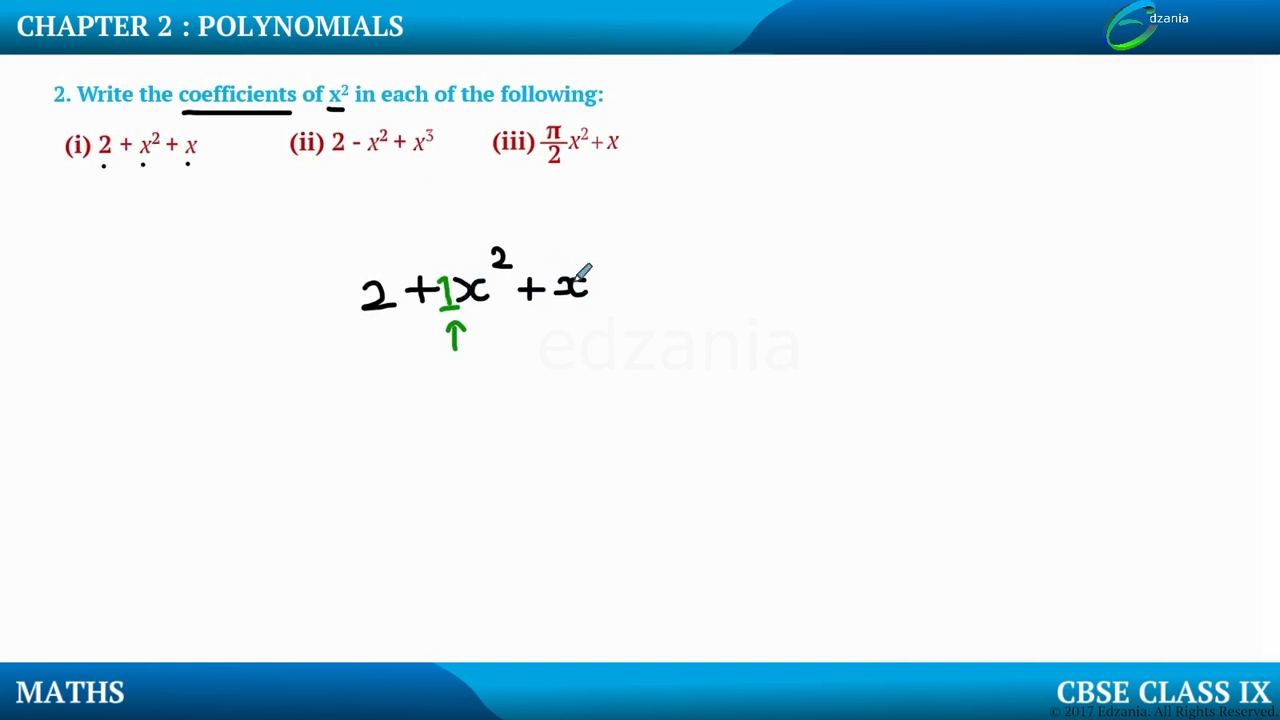 CHAPTER 2 : POLYNOMIALS
Edzania
2. Write the coefficients of x² in each of the following:
(i) 2 + x² + x (ii) 2 - x² + x³ (iii) π/2 x² + x
2 + 1x² + x
↑
edzania
MATHS
CBSE CLASS IX
© 2017 Edzania. All Rights Reserved.